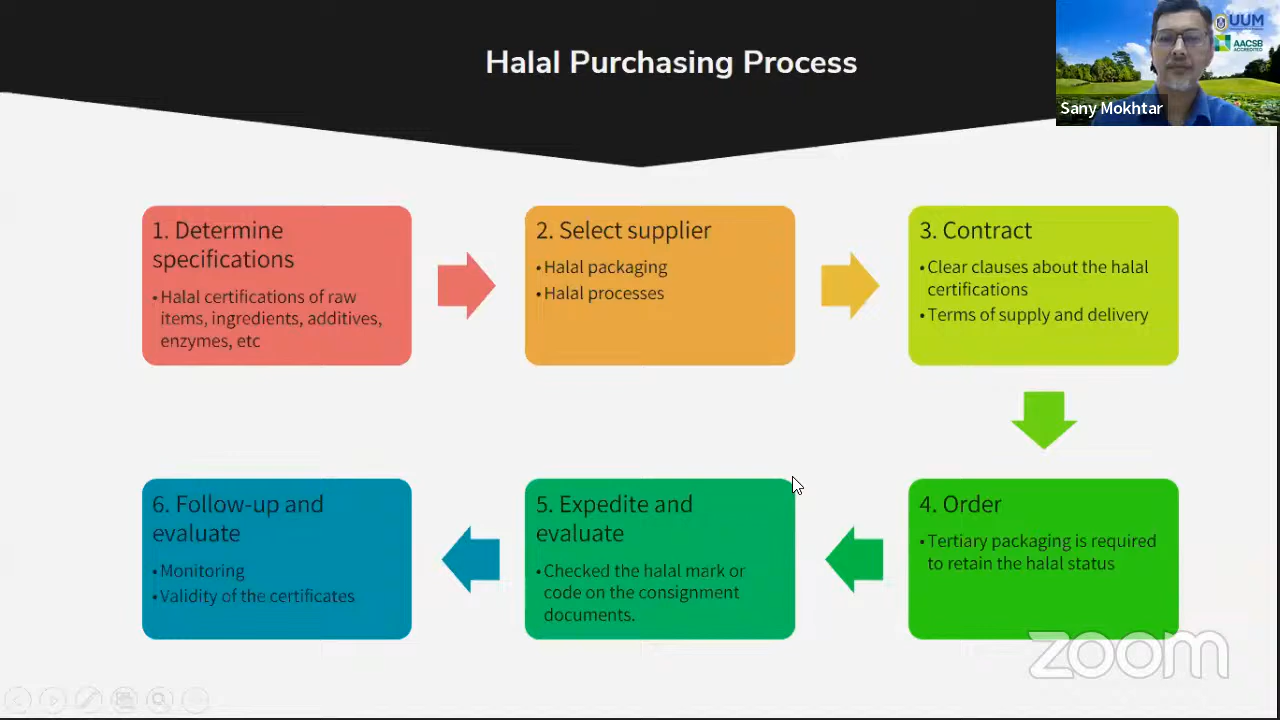 Halal Purchasing Process
UUM
AACSB
ACCREDITED
Sany Mokhtar
1. Determine
specifications
•Halal certifications of raw
items, ingredients, additives,
enzymes, etc
2. Select supplier
•Halal packaging
•Halal processes
3. Contract
•Clear clauses about the halal
certifications
•Terms of supply and delivery
6. Follow-up and
evaluate
•Monitoring
•Validity of the certificates
5. Expedite and
evaluate
•Checked the halal mark or
code on the consignment
documents.
4. Order
•Tertiary packaging is required
to retain the halal status
zoom